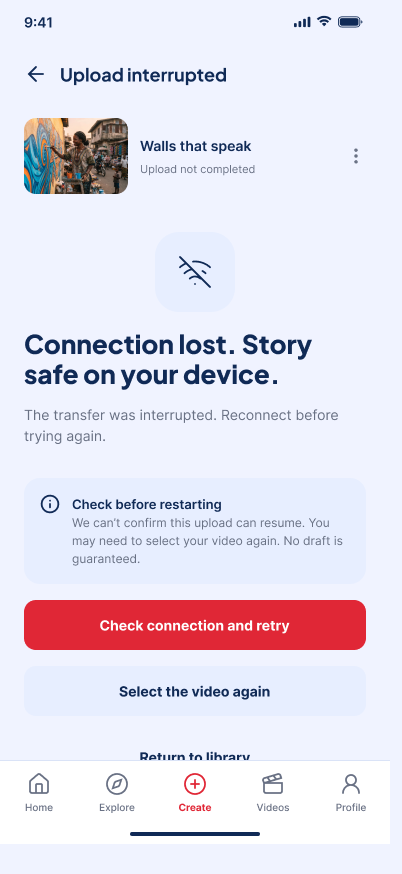 9:41
Upload interrupted
Walls that speak
Upload not completed
Connection lost. Story
safe on your device.
The transfer was interrupted. Reconnect before
trying again.
Check before restarting
We can't confirm this upload can resume. You
may need to select your video again. No draft is
guaranteed.
Check connection and retry
Select the video again
Return to library
Home
Explore
Create
Videos
Profile